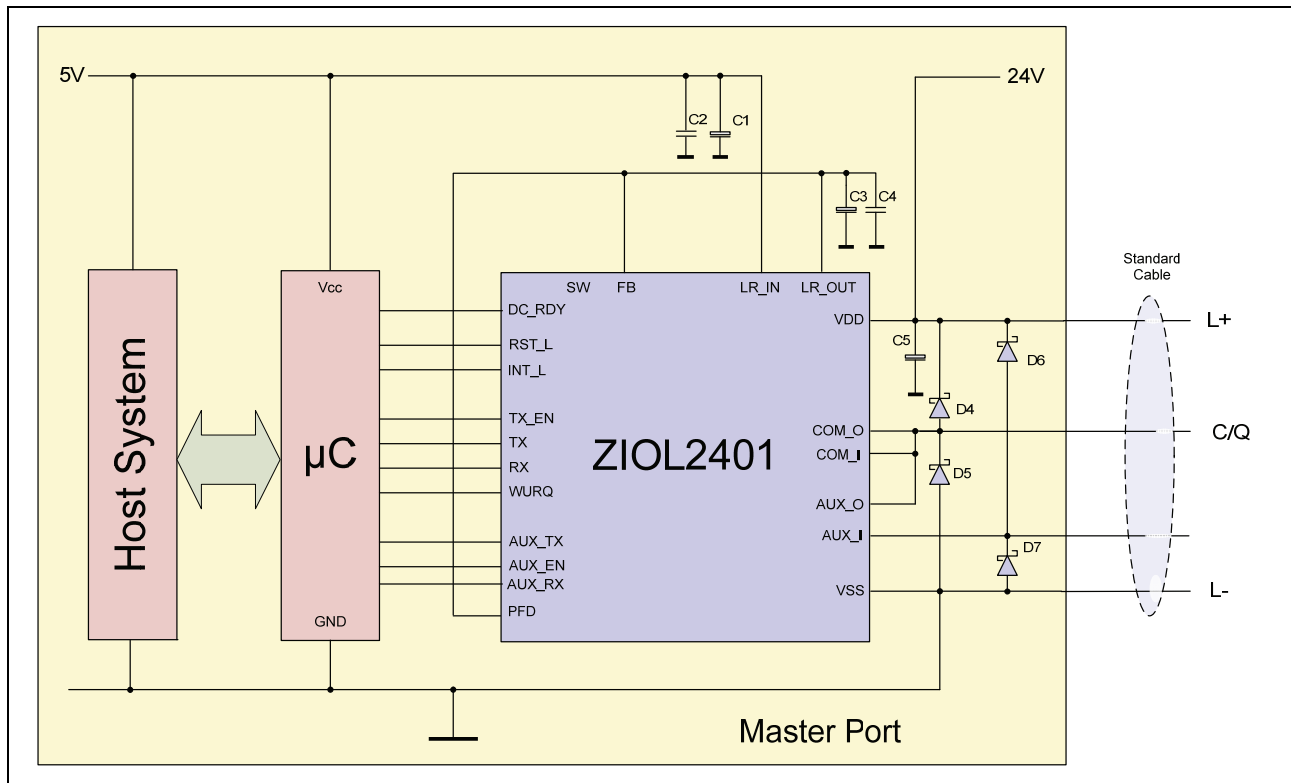 5V
24V
C2
C1
C3
C4
Standard
Cable
Host System
Vcc
µC
GND
SW
FB
LR_IN
LR_OUT
DC_RDY
RST_L
INT_L
TX_EN
TX
RX
WURQ
AUX_TX
AUX_EN
AUX_RX
PFD
ZIOL2401
VDD
COM_O
COM_I
AUX_O
AUX_I
VSS
C5
D4
D5
D6
D7
L+
C/Q
L-
Master Port